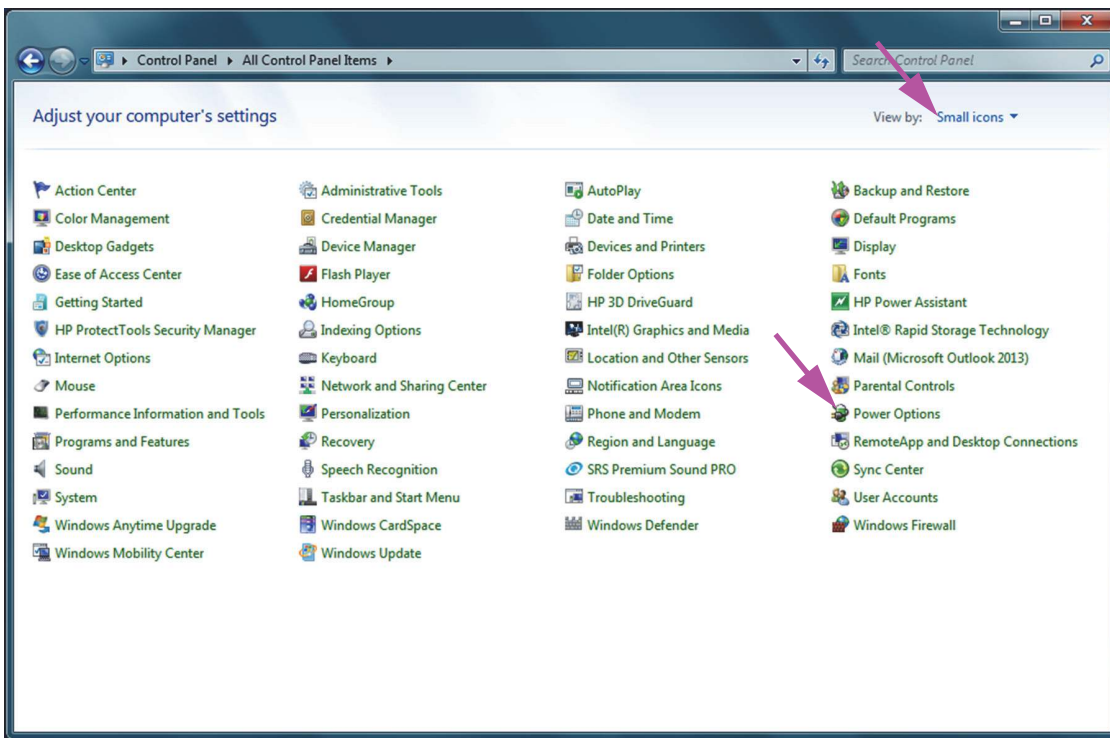 Control Panel All Control Panel Items Search Control Panel
Adjust your computer's settings View by: Small icons
Action Center Administrative Tools AutoPlay Backup and Restore
Color Management Credential Manager Date and Time Default Programs
Desktop Gadgets Device Manager Devices and Printers Display
Ease of Access Center Flash Player Folder Options Fonts
Getting Started HomeGroup HP 3D DriveGuard HP Power Assistant
HP ProtectTools Security Manager Indexing Options Intel(R) Graphics and Media Intel® Rapid Storage Technology
Internet Options Keyboard Location and Other Sensors Mail (Microsoft Outlook 2013)
Mouse Network and Sharing Center Notification Area Icons Parental Controls
Performance Information and Tools Personalization Phone and Modem Power Options
Programs and Features Recovery Region and Language RemoteApp and Desktop Connections
Sound Speech Recognition SRS Premium Sound PRO Sync Center
System Taskbar and Start Menu Troubleshooting User Accounts
Windows Anytime Upgrade Windows CardSpace Windows Defender Windows Firewall
Windows Mobility Center Windows Update